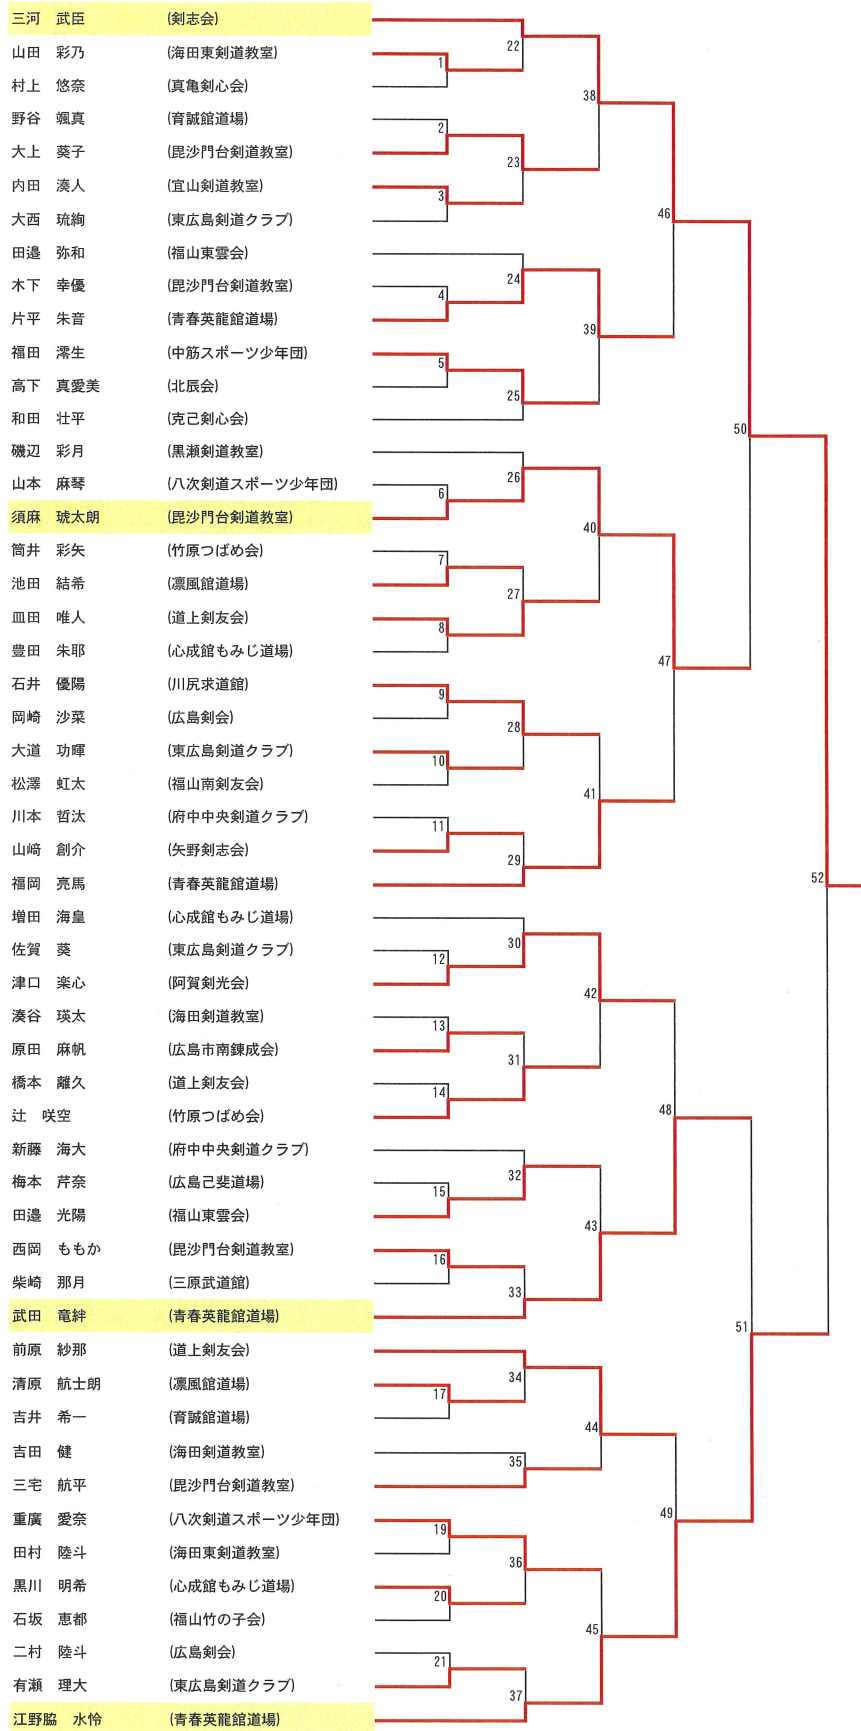 三河　武臣　(剣志会)
山田　彩乃　(海田東剣道教室)
村上　悠奈　(真亀剣心会)
野谷　颯真　(育誠館道場)
大上　葵子　(毘沙門台剣道教室)
内田　湊人　(宜山剣道教室)
大西　琉絢　(東広島剣道クラブ)
田邉　弥和　(福山東雲会)
木下　幸優　(毘沙門台剣道教室)
片平　朱音　(青春英龍館道場)
福田　澪生　(中筋スポーツ少年団)
高下　真愛美　(北辰会)
和田　壮平　(克己剣心会)
磯辺　彩月　(黒瀬剣道教室)
山本　麻琴　(八次剣道スポーツ少年団)
須麻　琥太朗　(毘沙門台剣道教室)
筒井　彩矢　(竹原つばめ会)
池田　結希　(凛風館道場)
皿田　唯人　(道上剣友会)
豊田　朱耶　(心成館もみじ道場)
石井　優陽　(川尻求道館)
岡崎　沙菜　(広島剣会)
大道　功暉　(東広島剣道クラブ)
松澤　虹太　(福山南剣友会)
川本　哲汰　(府中中央剣道クラブ)
山﨑　創介　(矢野剣志会)
福岡　亮馬　(青春英龍館道場)
増田　海皇　(心成館もみじ道場)
佐賀　葵　(東広島剣道クラブ)
津口　楽心　(阿賀剣光会)
湊谷　瑛太　(海田剣道教室)
原田　麻帆　(広島市南錬成会)
橋本　離久　(道上剣友会)
辻　咲空　(竹原つばめ会)
新藤　海大　(府中中央剣道クラブ)
梅本　芹奈　(広島己斐道場)
田邉　光陽　(福山東雲会)
西岡　ももか　(毘沙門台剣道教室)
柴崎　那月　(三原武道館)
武田　竜絆　(青春英龍館道場)
前原　紗那　(道上剣友会)
清原　航士朗　(凛風館道場)
吉井　希一　(育誠館道場)
吉田　健　(海田剣道教室)
三宅　航平　(毘沙門台剣道教室)
重廣　愛奈　(八次剣道スポーツ少年団)
田村　陸斗　(海田東剣道教室)
黒川　明希　(心成館もみじ道場)
石坂　恵都　(福山竹の子会)
二村　陸斗　(広島剣会)
有瀬　理大　(東広島剣道クラブ)
江野脇　水怜　(青春英龍館道場)
1
2
3
4
5
6
7
8
9
10
11
12
13
14
15
16
17
19
20
21
22
23
24
25
26
27
28
29
30
31
32
33
34
35
36
37
38
39
40
41
42
43
44
45
46
47
48
49
50
51
52